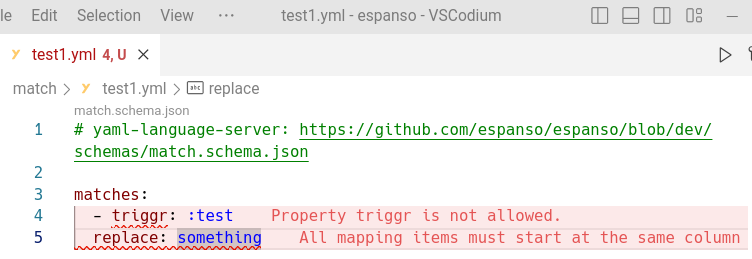 le Edit Selection View ··· test1.yml - espanso - VSCodium
test1.yml 4, U
match > test1.yml > abc replace
match.schema.json
1 # yaml-language-server: https://github.com/espanso/espanso/blob/dev/
schemas/match.schema.json
2
3 matches:
4 - triggr: :test Property triggr is not allowed.
5 replace: something All mapping items must start at the same column